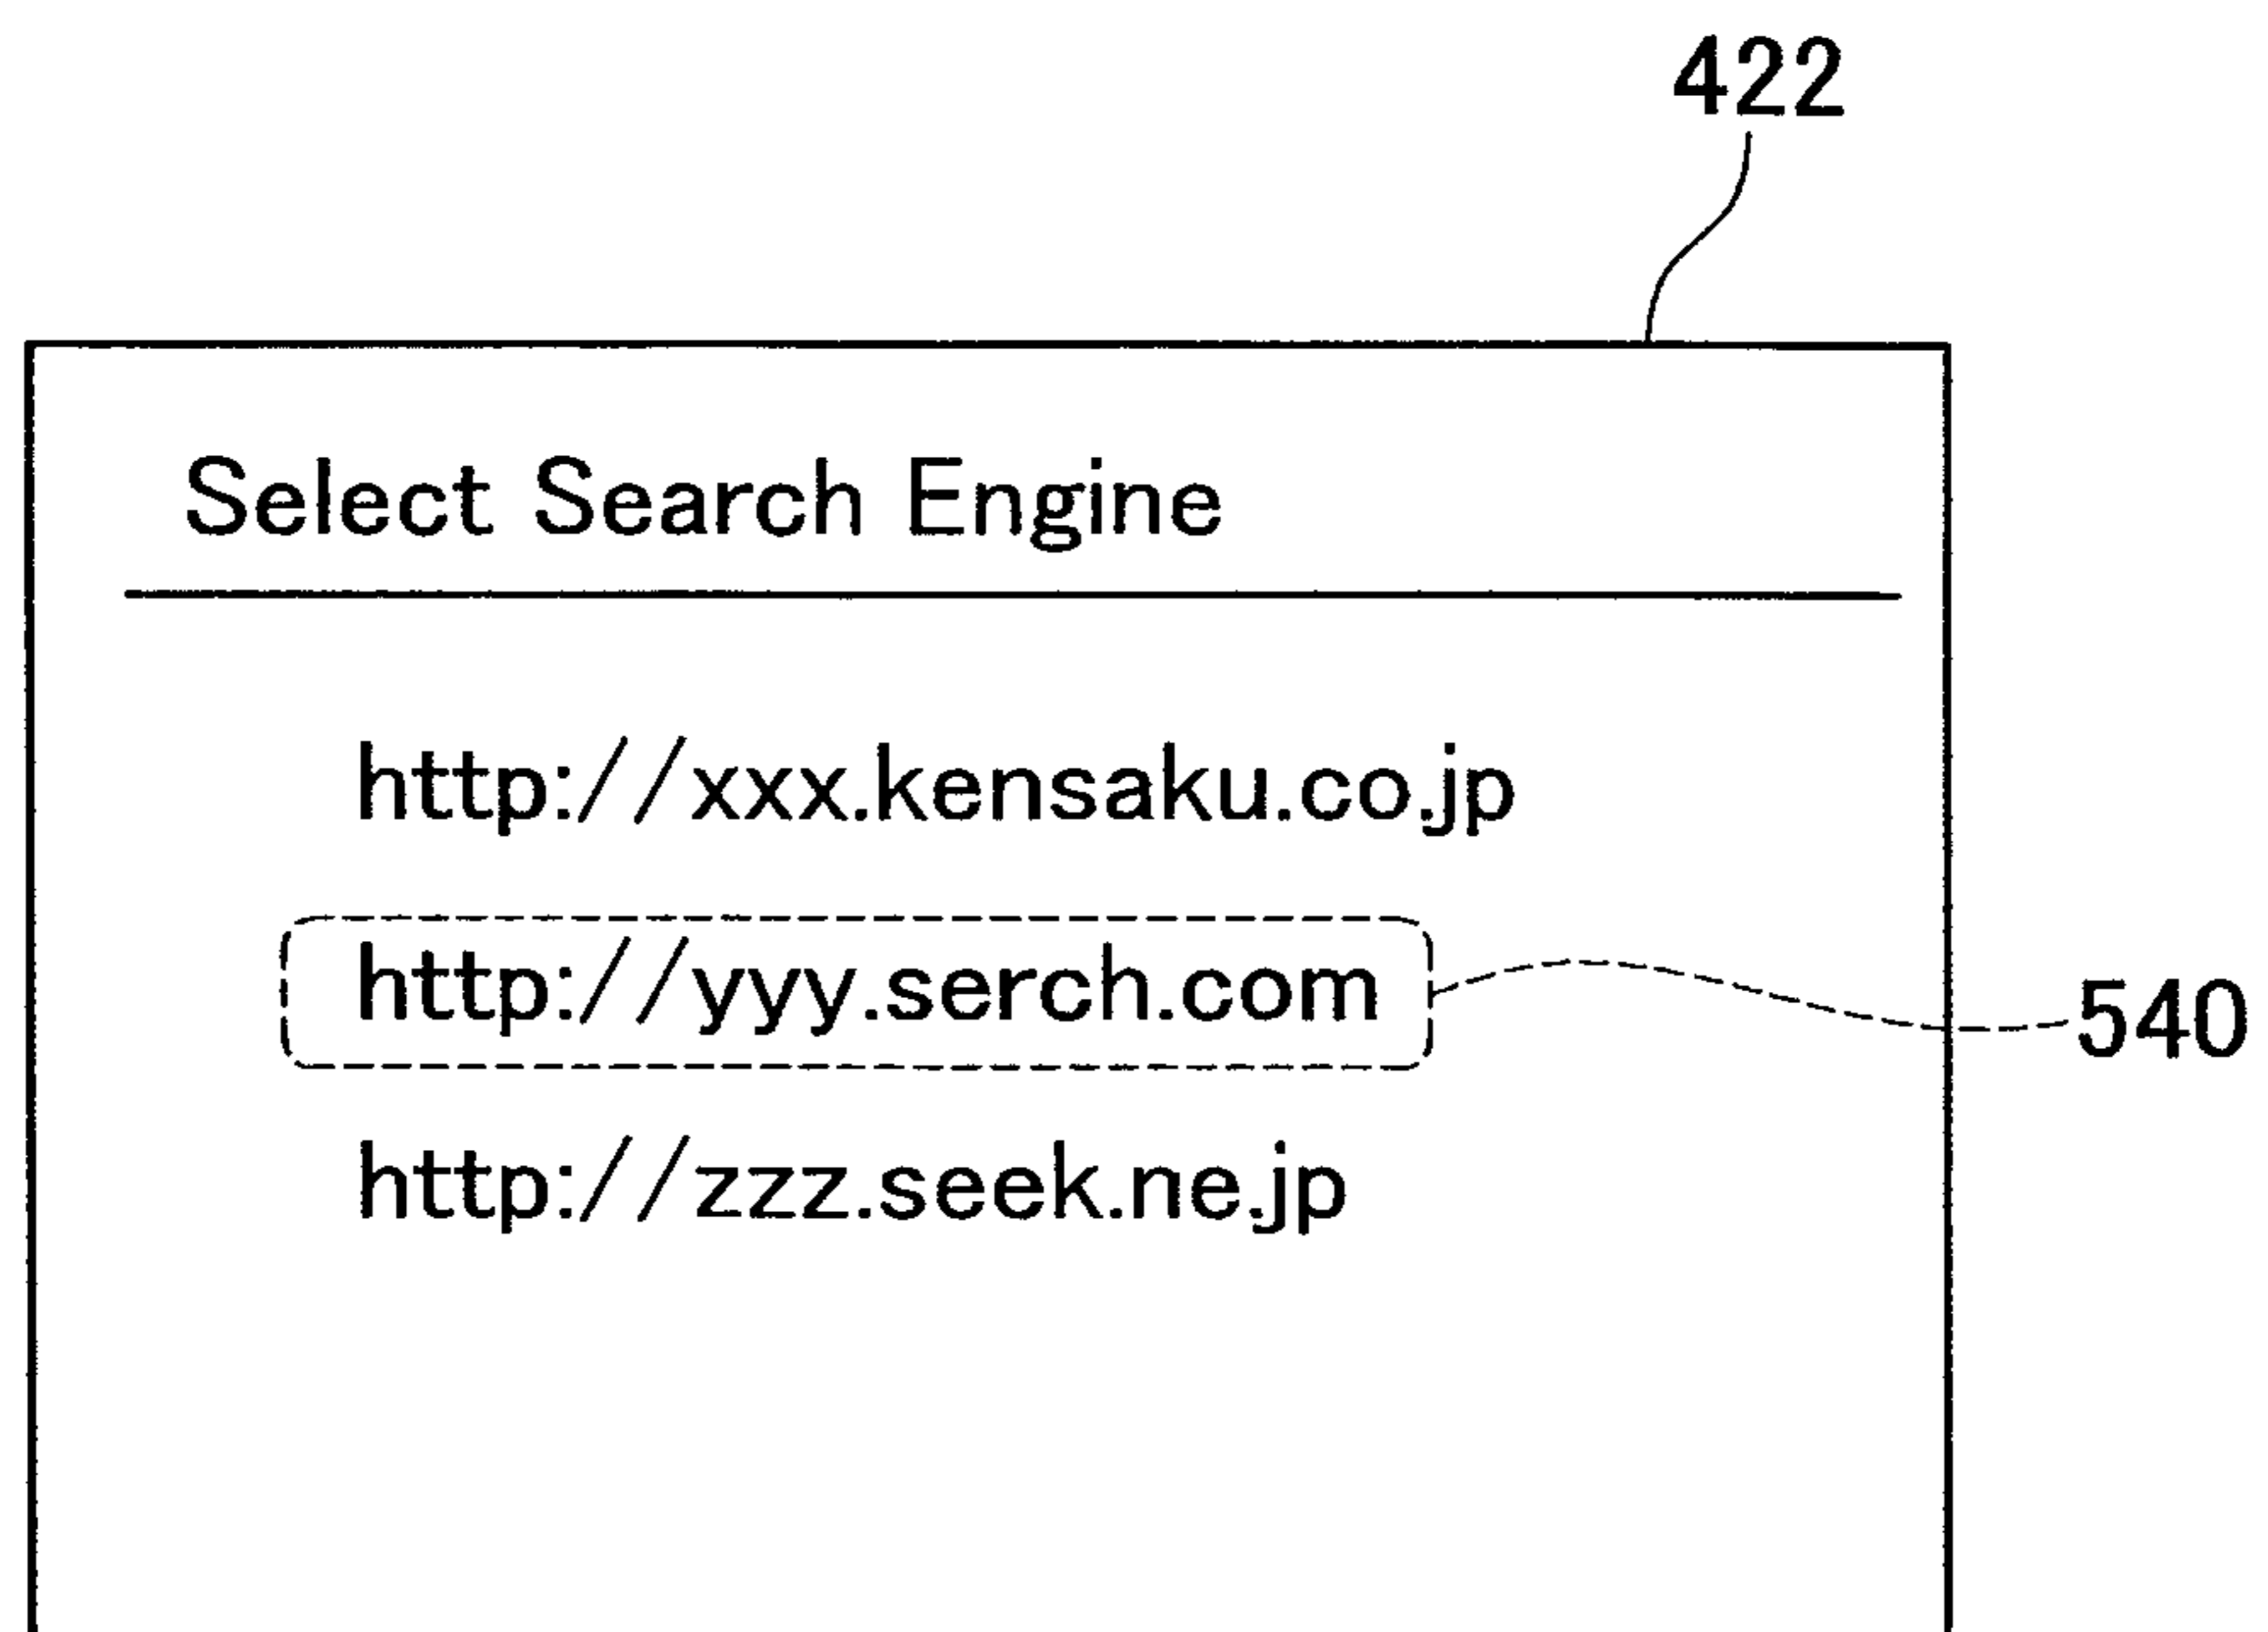 422
Select Search Engine
http://xxx.kensaku.co.jp
http://yyy.serch.com
540
http://zzz.seek.ne.jp